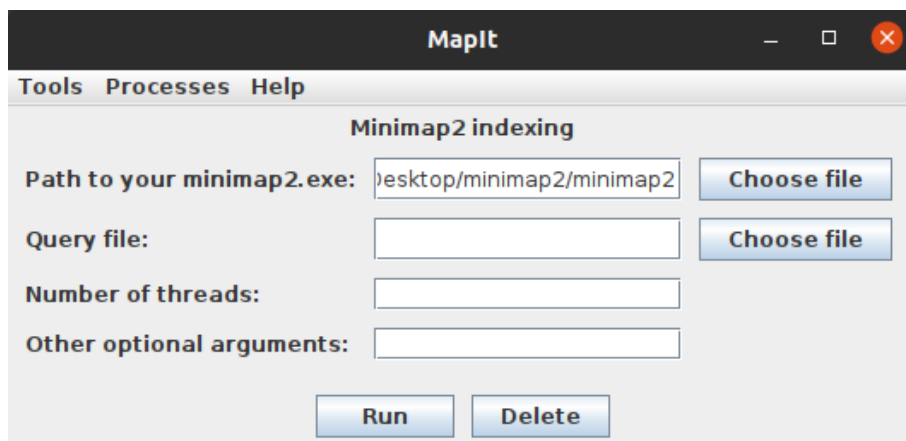 MapIt
Tools Processes Help
Minimap2 indexing
Path to your minimap2.exe: Desktop/minimap2/minimap2 Choose file
Query file: Choose file
Number of threads:
Other optional arguments:
Run Delete